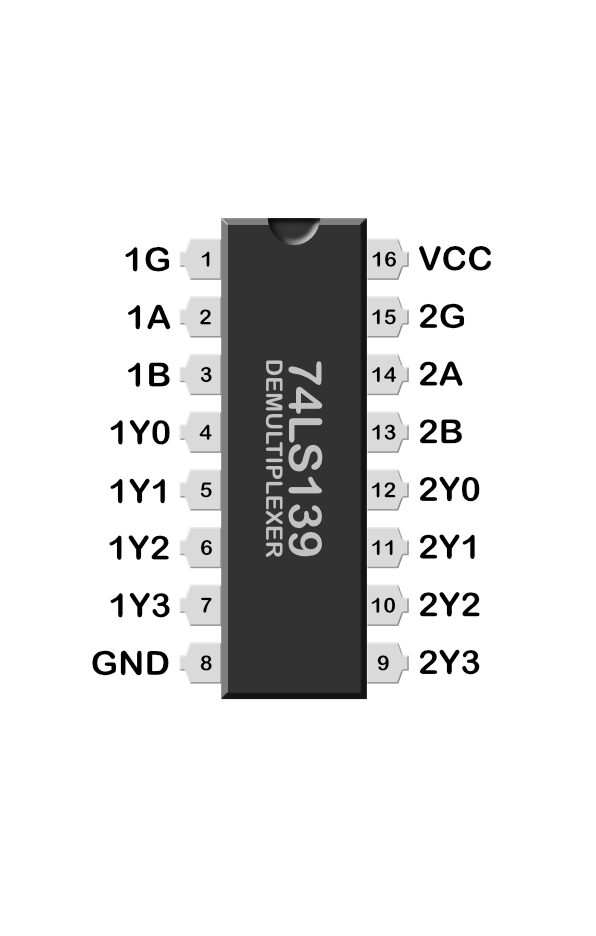 1G 1 16 VCC
1A 2 15 2G
1B 3 14 2A
1Y0 4 13 2B
1Y1 5 12 2Y0
1Y2 6 11 2Y1
1Y3 7 10 2Y2
GND 8 9 2Y3
74LS139
DEMULTIPLEXER